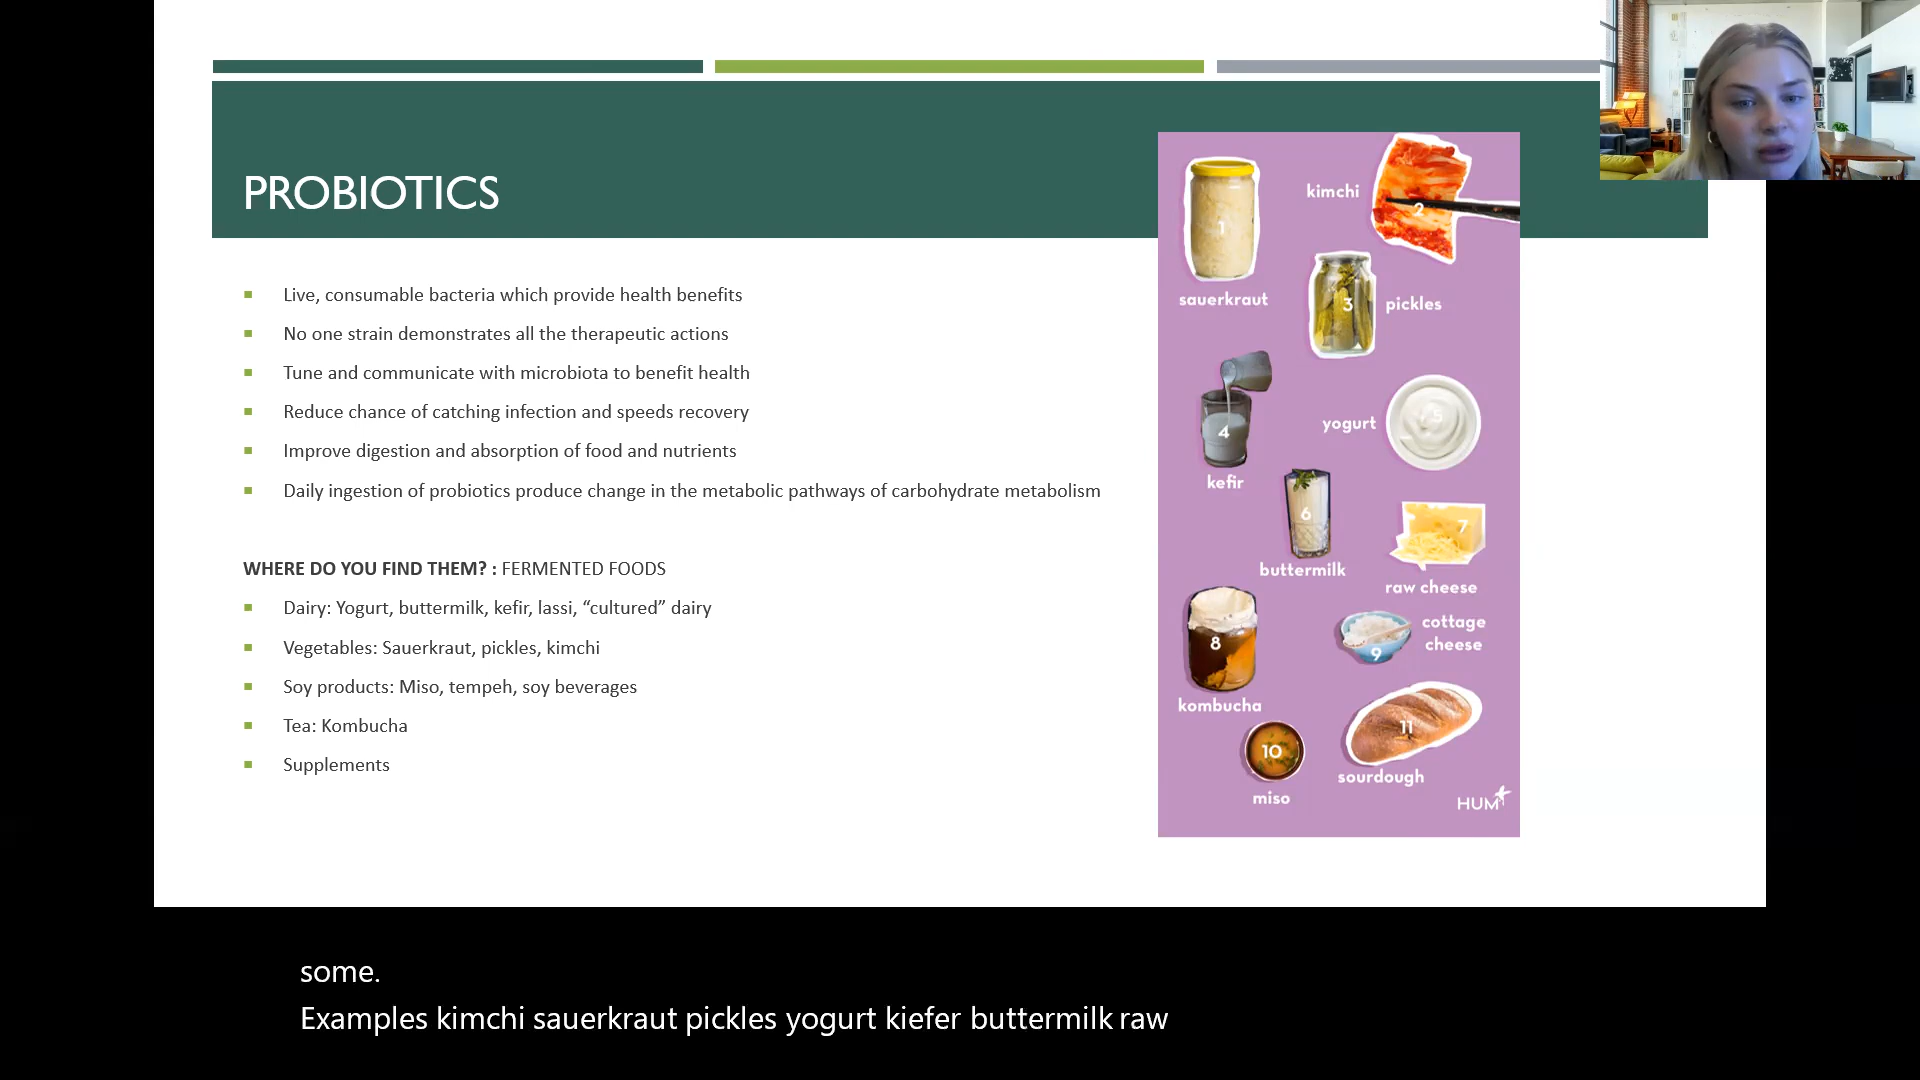 PROBIOTICS
Live, consumable bacteria which provide health benefits
No one strain demonstrates all the therapeutic actions
Tune and communicate with microbiota to benefit health
Reduce chance of catching infection and speeds recovery
Improve digestion and absorption of food and nutrients
Daily ingestion of probiotics produce change in the metabolic pathways of carbohydrate metabolism
WHERE DO YOU FIND THEM? : FERMENTED FOODS
Dairy: Yogurt, buttermilk, kefir, lassi, “cultured” dairy
Vegetables: Sauerkraut, pickles, kimchi
Soy products: Miso, tempeh, soy beverages
Tea: Kombucha
Supplements
1
sauerkraut
kimchi
2
3
pickles
4
kefir
yogurt
5
6
buttermilk
7
raw cheese
8
kombucha
cottage
cheese
9
10
miso
11
sourdough
HUM
some.
Examples kimchi sauerkraut pickles yogurt kiefer buttermilk raw